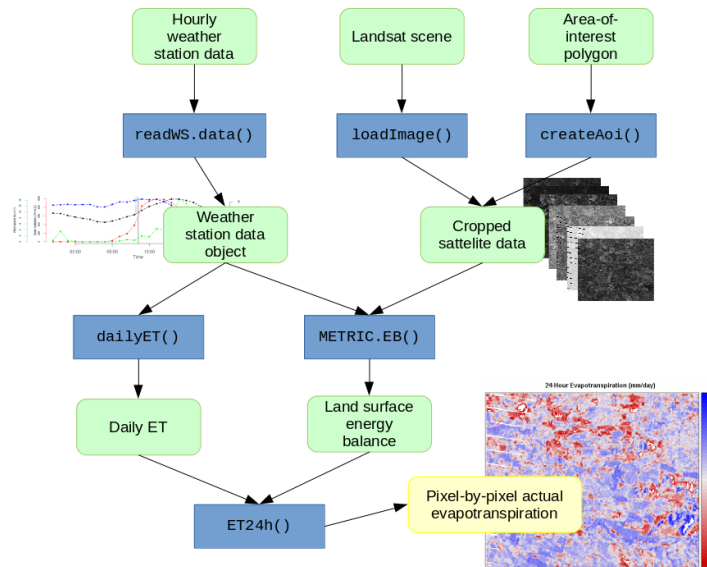 Hourly
weather
station data
Landsat scene
Area-of-
interest
polygon
readWS.data()
loadImage()
createAoi()
Weather
station data
object
Cropped
sattelite data
Time
dailyET()
METRIC.EB()
24-Hour Evapotranspiration (mm/day)
Daily ET
Land surface
energy
balance
Pixel-by-pixel actual
evapotranspiration
ET24h()